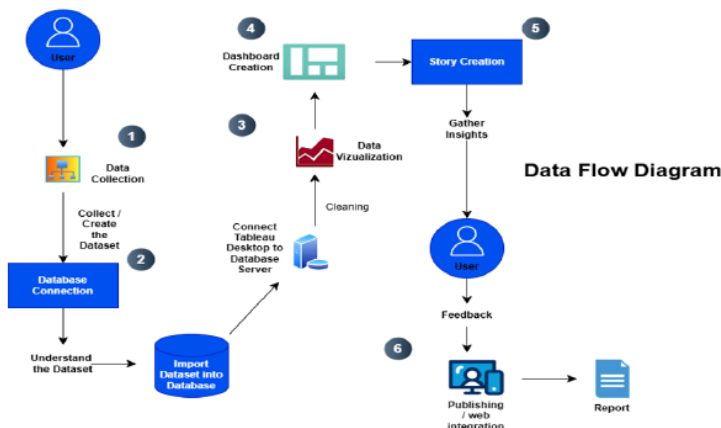 User
1
Data
Collection
Collect /
Create
the
Dataset
2
Database
Connection
Understand
the Dataset
Import
Dataset into
Database
Connect
Tableau
Desktop to
Database
Server
Cleaning
3
Data
Vizualization
4
Dashboard
Creation
5
Story Creation
Gather
Insights
Data Flow Diagram
User
Feedback
6
Publishing
/ web
integration
Report